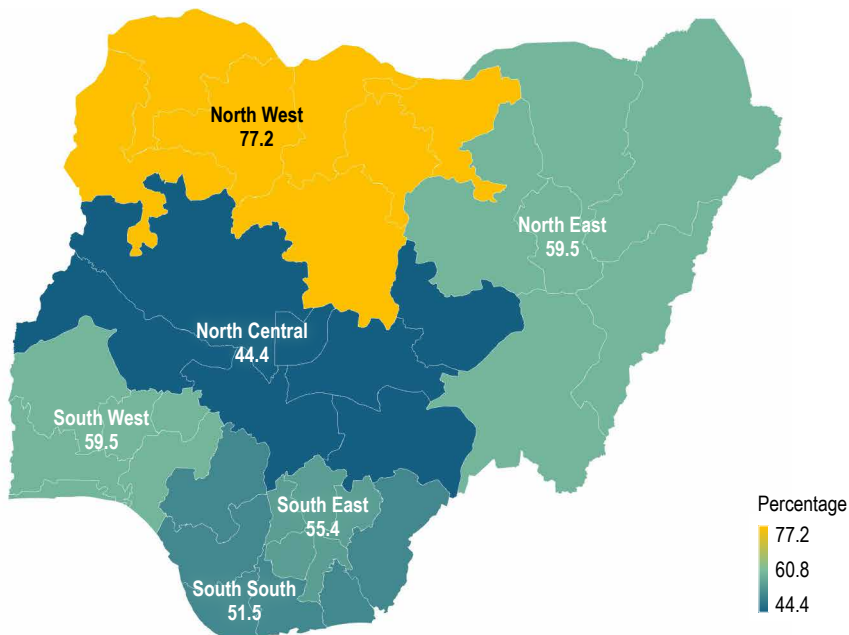 North West
77.2
North East
59.5
North Central
44.4
South West
59.5
South East
55.4
South South
51.5
Percentage
77.2
60.8
44.4